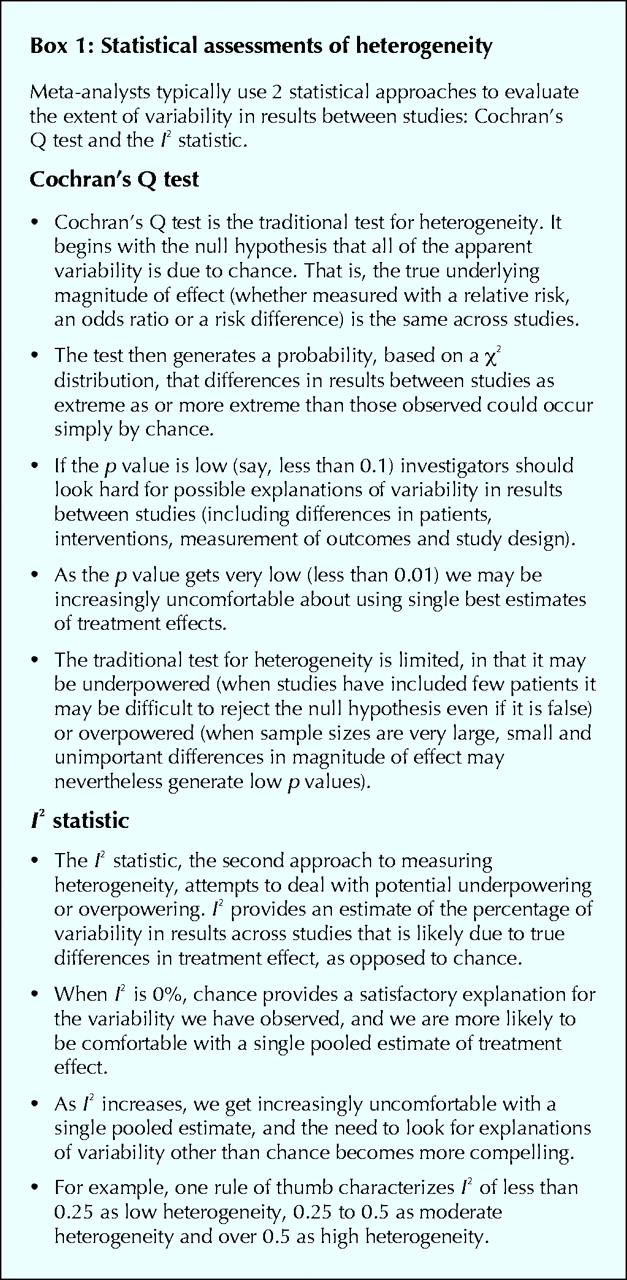 Box 1: Statistical assessments of heterogeneity
Meta-analysts typically use 2 statistical approaches to evaluate
the extent of variability in results between studies: Cochran's
Q test and the I² statistic.
Cochran's Q test
• Cochran's Q test is the traditional test for heterogeneity. It
begins with the null hypothesis that all of the apparent
variability is due to chance. That is, the true underlying
magnitude of effect (whether measured with a relative risk,
an odds ratio or a risk difference) is the same across studies.
• The test then generates a probability, based on a χ²
distribution, that differences in results between studies as
extreme as or more extreme than those observed could occur
simply by chance.
• If the p value is low (say, less than 0.1) investigators should
look hard for possible explanations of variability in results
between studies (including differences in patients,
interventions, measurement of outcomes and study design).
• As the p value gets very low (less than 0.01) we may be
increasingly uncomfortable about using single best estimates
of treatment effects.
• The traditional test for heterogeneity is limited, in that it may
be underpowered (when studies have included few patients it
may be difficult to reject the null hypothesis even if it is false)
or overpowered (when sample sizes are very large, small and
unimportant differences in magnitude of effect may
nevertheless generate low p values).
I² statistic
• The I² statistic, the second approach to measuring
heterogeneity, attempts to deal with potential underpowering
or overpowering. I² provides an estimate of the percentage of
variability in results across studies that is likely due to true
differences in treatment effect, as opposed to chance.
• When I² is 0%, chance provides a satisfactory explanation for
the variability we have observed, and we are more likely to
be comfortable with a single pooled estimate of treatment
effect.
• As I² increases, we get increasingly uncomfortable with a
single pooled estimate, and the need to look for explanations
of variability other than chance becomes more compelling.
• For example, one rule of thumb characterizes I² of less than
0.25 as low heterogeneity, 0.25 to 0.5 as moderate
heterogeneity and over 0.5 as high heterogeneity.